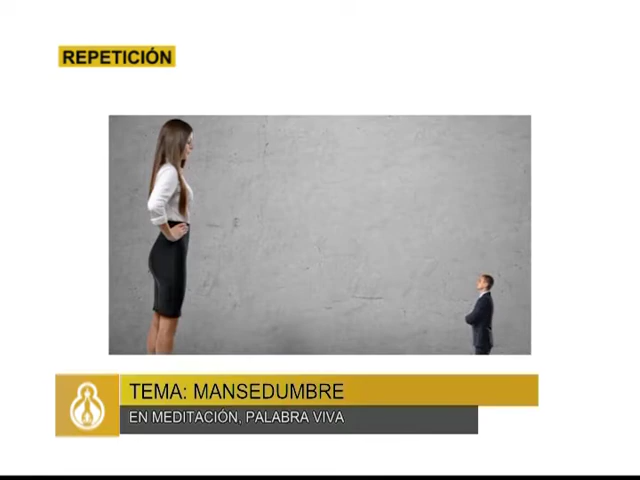 REPETICIÓN
TEMA: MANSEDUMBRE
EN MEDITACIÓN, PALABRA VIVA